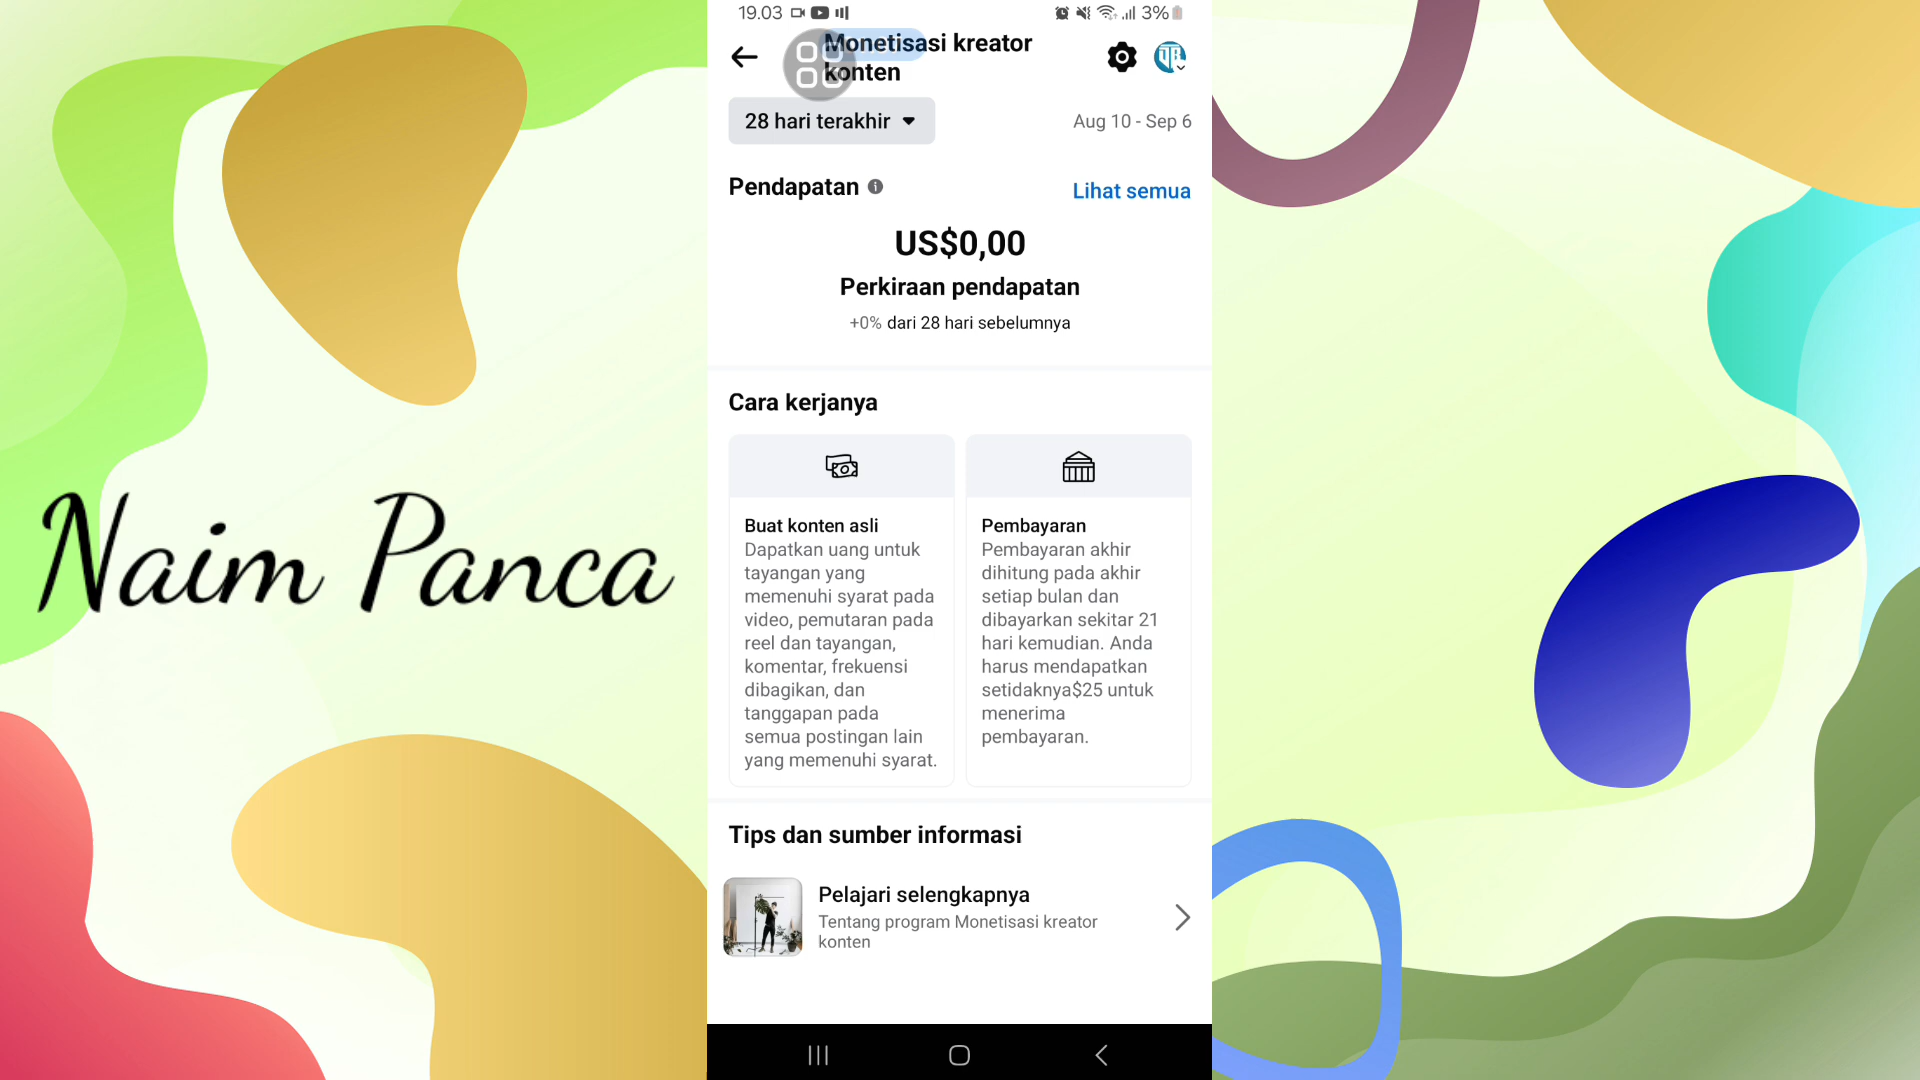 19.03
3%
Monetisasi kreator
konten
28 hari terakhir
Aug 10 - Sep 6
Pendapatan
Lihat semua
US$0,00
Perkiraan pendapatan
+0% dari 28 hari sebelumnya
Cara kerjanya
Buat konten asli
Dapatkan uang untuk
tayangan yang
memenuhi syarat pada
video, pemutaran pada
reel dan tayangan,
komentar, frekuensi
dibagikan, dan
tanggapan pada
semua postingan lain
yang memenuhi syarat.
Pembayaran
Pembayaran akhir
dihitung pada akhir
setiap bulan dan
dibayarkan sekitar 21
hari kemudian. Anda
harus mendapatkan
setidaknya$25 untuk
menerima
pembayaran.
Tips dan sumber informasi
Pelajari selengkapnya
Tentang program Monetisasi kreator
konten
Naim Panca